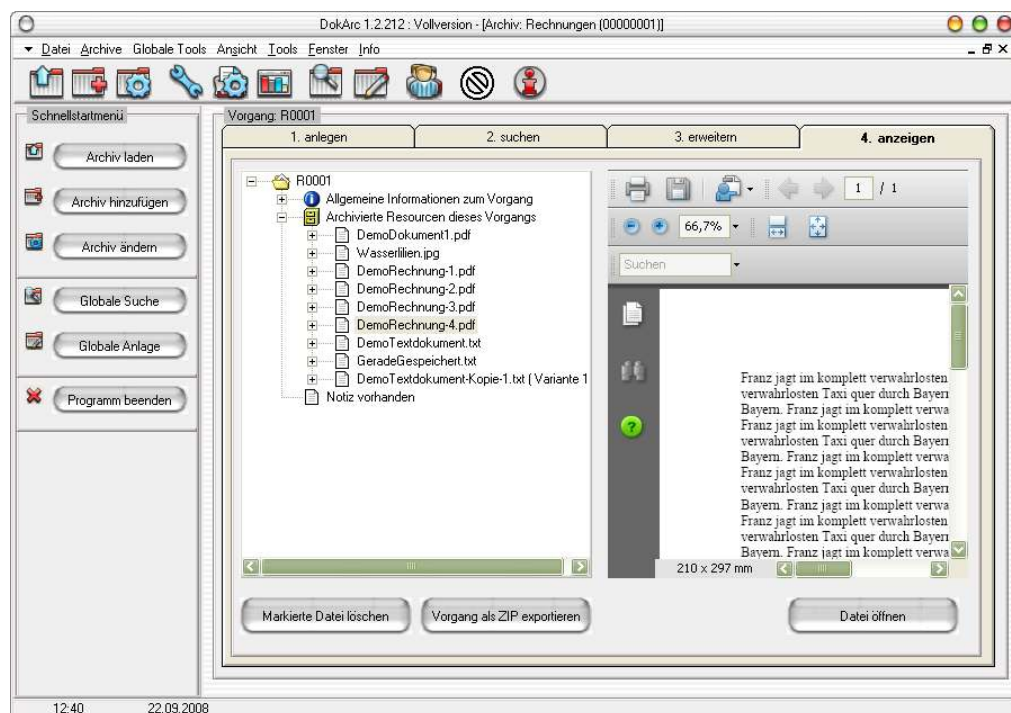 DokArc 1.2.212 : Vollversion - [Archiv: Rechnungen (00000001)]
Datei Archive Globale Tools Ansicht Tools Fenster Info
Schnellstartmenü
Archiv laden
Archiv hinzufügen
Archiv ändern
Globale Suche
Globale Anlage
Programm beenden
Vorgang: R0001
1. anlegen 2. suchen 3. erweitern 4. anzeigen
R0001
Allgemeine Informationen zum Vorgang
Archivierte Resourcen dieses Vorgangs
DemoDokument1.pdf
Wasserlilien.jpg
DemoRechnung-1.pdf
DemoRechnung-2.pdf
DemoRechnung-3.pdf
DemoRechnung-4.pdf
DemoTextdokument.txt
GeradeGespeichert.txt
DemoTextdokument-Kopie-1.txt ( Variante 1
Notiz vorhanden
1 / 1
66,7%
Suchen
Franz jagt im komplett verwahrlosten
verwahrlosten Taxi quer durch Bayern
Bayern. Franz jagt im komplett verwa
Franz jagt im komplett verwahrlosten
verwahrlosten Taxi quer durch Bayern
Bayern. Franz jagt im komplett verwa
Franz jagt im komplett verwahrlosten
verwahrlosten Taxi quer durch Bayern
Bayern. Franz jagt im komplett verwa
Franz jagt im komplett verwahrlosten
verwahrlosten Taxi quer durch Bayern
Bayern. Franz jagt im komplett verwa
210 x 297 mm
Markierte Datei löschen
Vorgang als ZIP exportieren
Datei öffnen
12:40 22.09.2008